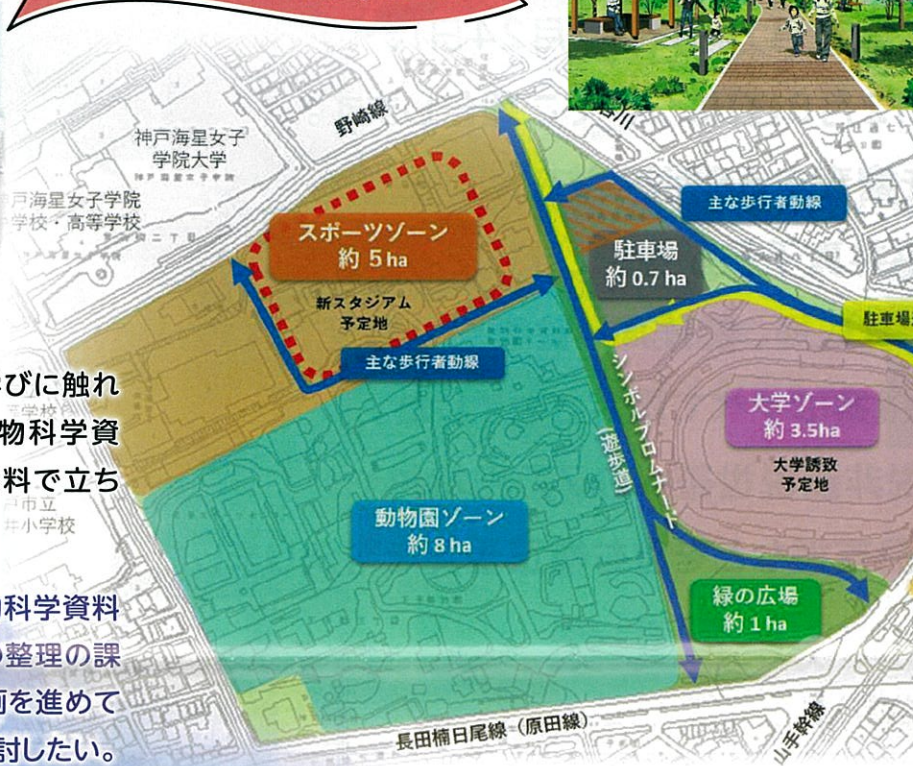 野崎線
神戸海星女子
学院大学
戸海星女子学院
学校・高等学校
スポーツゾーン
約 5 ha
新スタジアム
予定地
主な歩行者動線
主な歩行者動線
駐車場
約 0.7 ha
駐車場
シンボルプロムナード
(遊歩道)
大学ゾーン
約 3.5ha
大学誘致
予定地
動物園ゾーン
約 8 ha
緑の広場
約 1 ha
長田楠日尾線（原田線）
山手幹線
びに触れ
物科学資
料で立ち
戸市立
小学校
科学資料
整理の課
画を進めて
討したい。